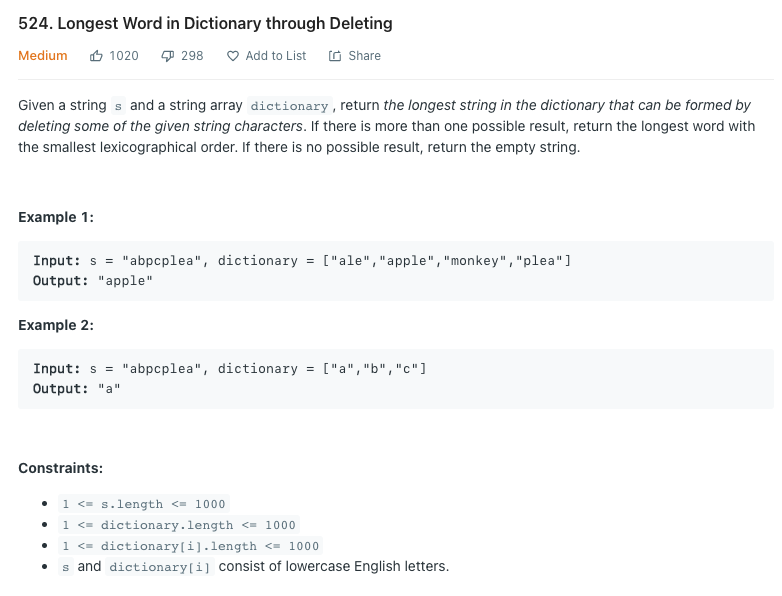 524. Longest Word in Dictionary through Deleting
Medium 1020 298 Add to List Share
Given a string s and a string array dictionary, return the longest string in the dictionary that can be formed by
deleting some of the given string characters. If there is more than one possible result, return the longest word with
the smallest lexicographical order. If there is no possible result, return the empty string.
Example 1:
Input: s = "abpcplea", dictionary = ["ale","apple","monkey","plea"]
Output: "apple"
Example 2:
Input: s = "abpcplea", dictionary = ["a","b","c"]
Output: "a"
Constraints:
• 1 <= s.length <= 1000
• 1 <= dictionary.length <= 1000
• 1 <= dictionary[i].length <= 1000
• s and dictionary[i] consist of lowercase English letters.